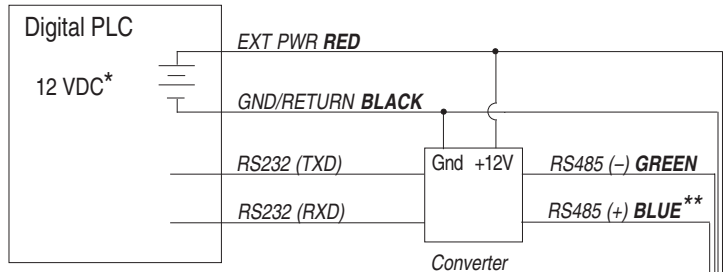 Digital PLC
12 VDC*
EXT PWR RED
GND/RETURN BLACK
RS232 (TXD)
RS232 (RXD)
Gnd +12V
RS485 (–) GREEN
RS485 (+) BLUE**
Converter